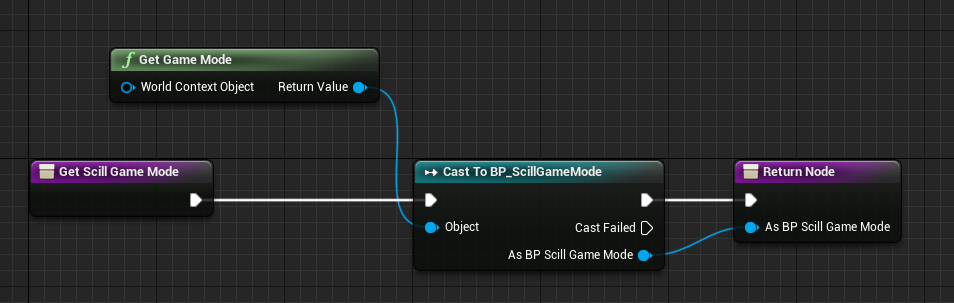 f Get Game Mode
World Context Object Return Value
Get Scill Game Mode
Cast To BP_ScillGameMode
Return Node
Object
Cast Failed
As BP Scill Game Mode
As BP Scill Game Mode